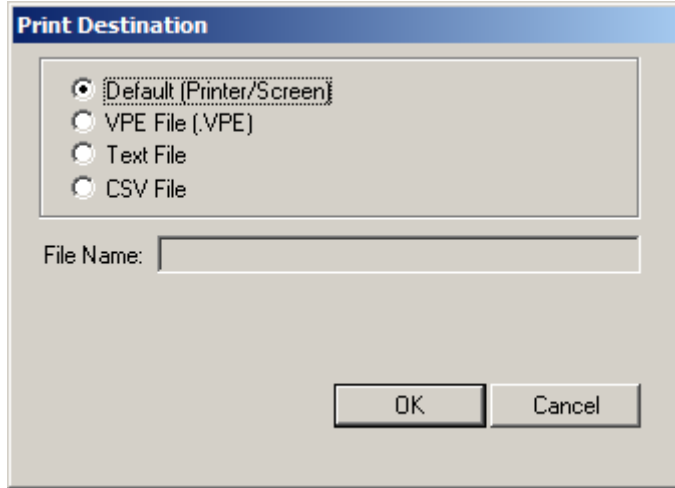 Print Destination
Default (Printer/Screen)
VPE File (.VPE)
Text File
CSV File
File Name:
OK Cancel